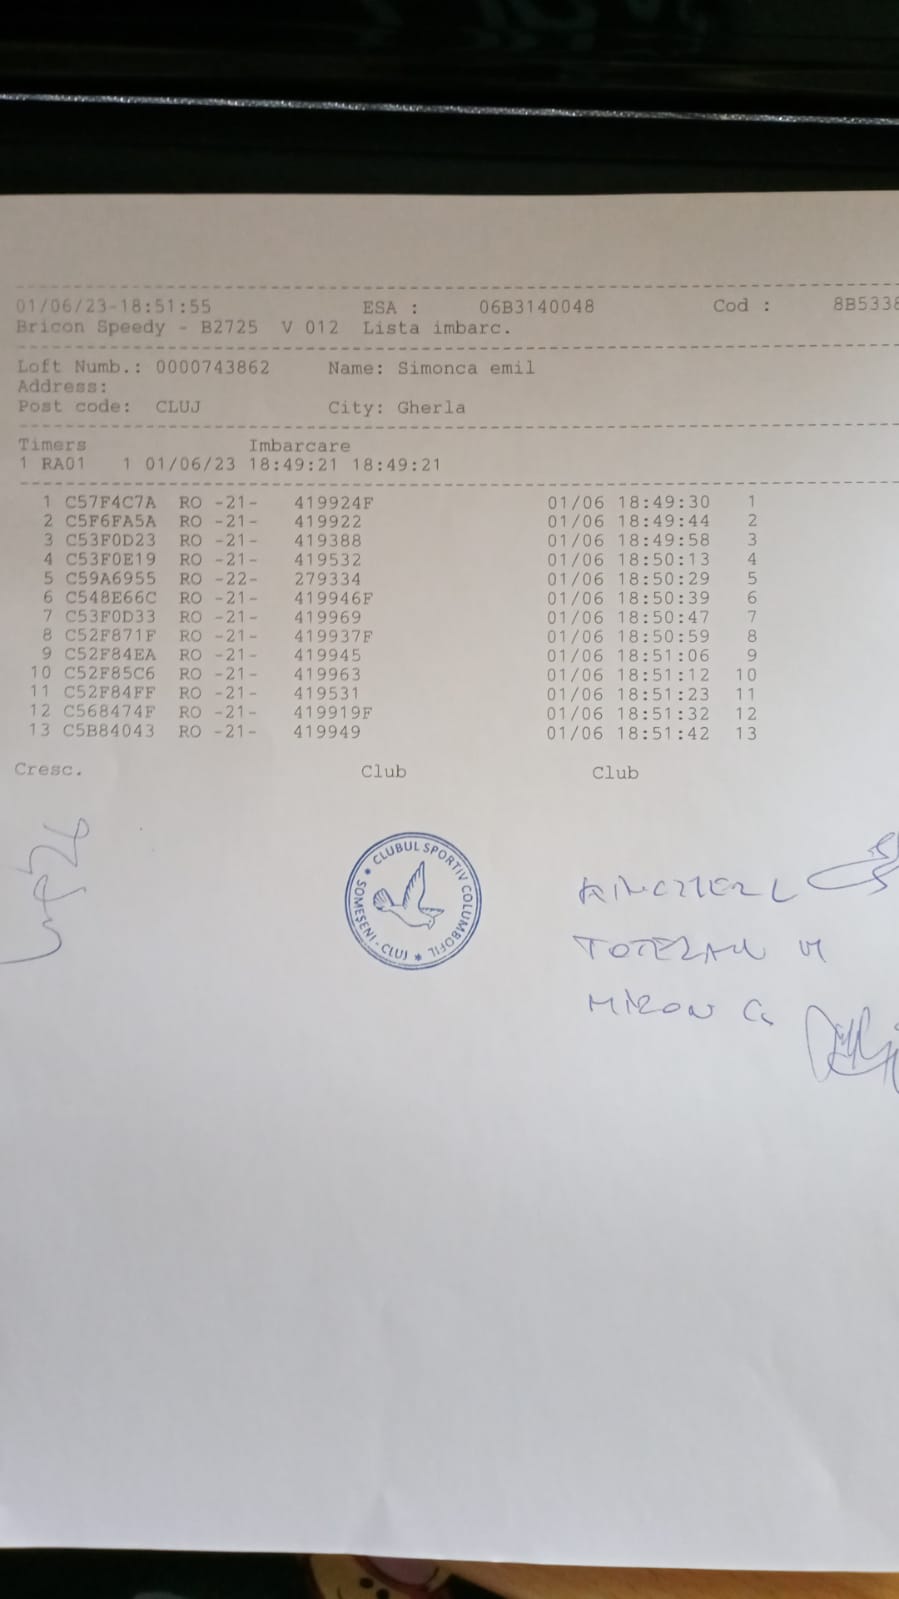 01/06/23-18:51:55 ESA : 06B3140048 Cod : 8B5338
Bricon Speedy - B2725 V 012 Lista imbarc.
Loft Numb.: 0000743862 Name: Simonca emil
Address:
Post code: CLUJ City: Gherla
Timers Imbarcare
1 RA01 1 01/06/23 18:49:21 18:49:21
1 C57F4C7A RO -21- 419924F 01/06 18:49:30 1
2 C5F6FA5A RO -21- 419922 01/06 18:49:44 2
3 C53F0D23 RO -21- 419388 01/06 18:49:58 3
4 C53F0E19 RO -21- 419532 01/06 18:50:13 4
5 C59A6955 RO -22- 279334 01/06 18:50:29 5
6 C548E66C RO -21- 419946F 01/06 18:50:39 6
7 C53F0D33 RO -21- 419969 01/06 18:50:47 7
8 C52F871F RO -21- 419937F 01/06 18:50:59 8
9 C52F84EA RO -21- 419945 01/06 18:51:06 9
10 C52F85C6 RO -21- 419963 01/06 18:51:12 10
11 C52F84FF RO -21- 419531 01/06 18:51:23 11
12 C568474F RO -21- 419919F 01/06 18:51:32 12
13 C5B84043 RO -21- 419949 01/06 18:51:42 13
Cresc. Club Club
CLUBUL SPORTIV COLUMBOFIL
SOMEȘENI - CLUJ
MIRON